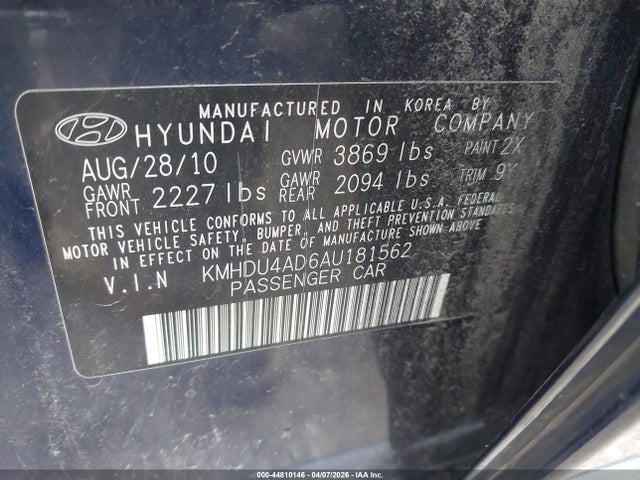 MANUFACTURED IN KOREA BY
HYUNDAI MOTOR COMPANY
AUG/28/10 GVWR 3869 lbs PAINT 2X
GAWR FRONT 2227 lbs GAWR REAR 2094 lbs TRIM 9Y
THIS VEHICLE CONFORMS TO ALL APPLICABLE U.S.A. FEDERAL
MOTOR VEHICLE SAFETY, BUMPER, AND THEFT PREVENTION STANDARDS
IN EFFECT ON THE DATE OF MANUFACTURE SHOWN ABOVE
V.I.N KMHDU4AD6AU181562
PASSENGER CAR
000-44810146 - 04/07/2026 - IAA Inc.